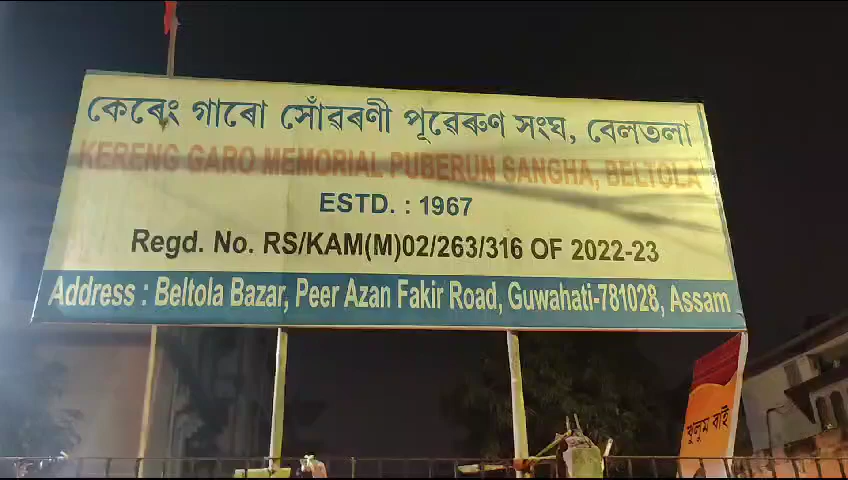 কেৰেং গাৰো সোঁৱৰণী পূৱেৰুণ সংঘ, বেলতলা
KERENG GARO MEMORIAL PUBERUN SANGHA, BELTOLA
ESTD. : 1967
Regd. No. RS/KAM(M)02/263/316 OF 2022-23
Address : Beltola Bazar, Peer Azan Fakir Road, Guwahati-781028, Assam
ঝুলুম বাই